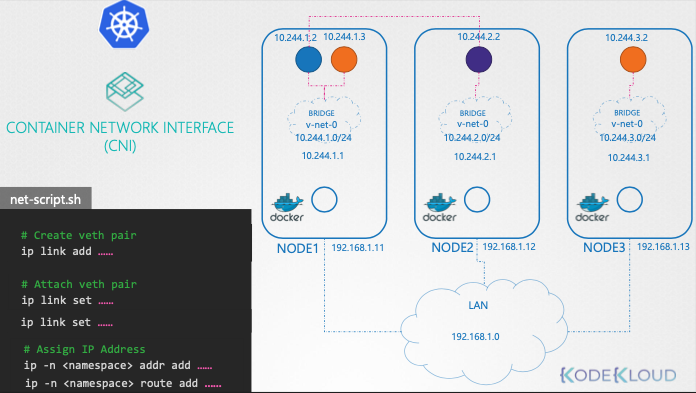 CONTAINER NETWORK INTERFACE
(CNI)
net-script.sh
# Create veth pair
ip link add ……
# Attach veth pair
ip link set ……
ip link set ……
# Assign IP Address
ip -n <namespace> addr add ……
ip -n <namespace> route add ……
10.244.1.2
10.244.1.3
BRIDGE
v-net-0
10.244.1.0/24
10.244.1.1
docker
NODE1
192.168.1.11
10.244.2.2
BRIDGE
v-net-0
10.244.2.0/24
10.244.2.1
docker
NODE2
192.168.1.12
10.244.3.2
BRIDGE
v-net-0
10.244.3.0/24
10.244.3.1
docker
NODE3
192.168.1.13
LAN
192.168.1.0
KODEKLOUD